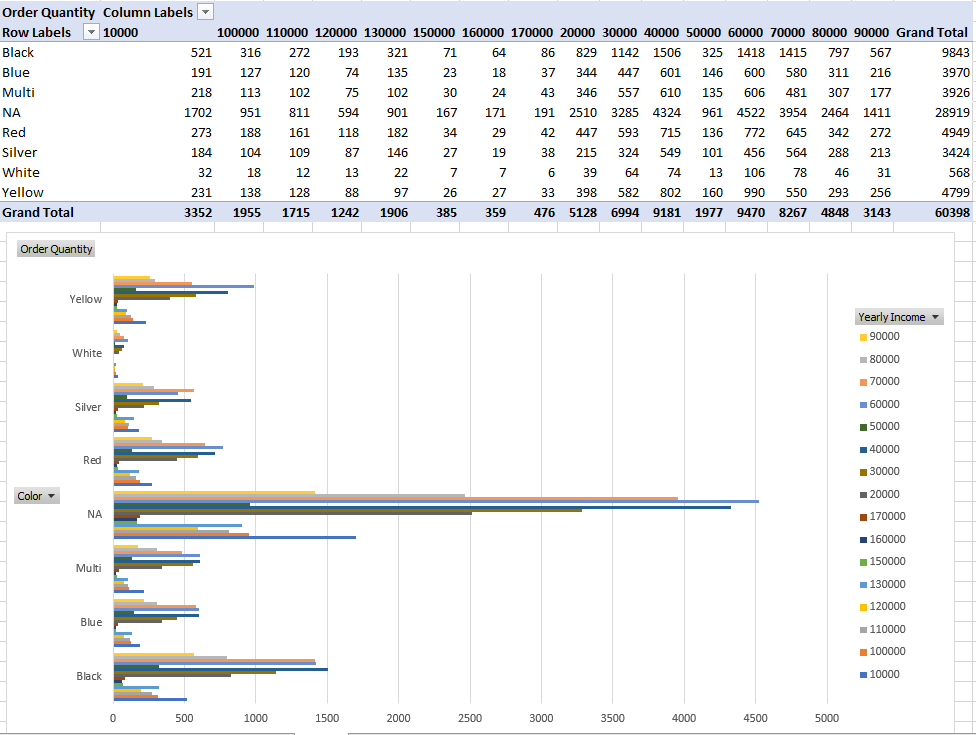 Order Quantity Column Labels
Row Labels 10000 100000 110000 120000 130000 150000 160000 170000 20000 30000 40000 50000 60000 70000 80000 90000 Grand Total
Black 521 316 272 193 321 71 64 86 829 1142 1506 325 1418 1415 797 567 9843
Blue 191 127 120 74 135 23 18 37 344 447 601 146 600 580 311 216 3970
Multi 218 113 102 75 102 30 24 43 346 557 610 135 606 481 307 177 3926
NA 1702 951 811 594 901 167 171 191 2510 3285 4324 961 4522 3954 2464 1411 28919
Red 273 188 161 118 182 34 29 42 447 593 715 136 772 645 342 272 4949
Silver 184 104 109 87 146 27 19 38 215 324 549 101 456 564 288 213 3424
White 32 18 12 13 22 7 7 6 39 64 74 13 106 78 46 31 568
Yellow 231 138 128 88 97 26 27 33 398 582 802 160 990 550 293 256 4799
Grand Total 3352 1955 1715 1242 1906 385 359 476 5128 6994 9181 1977 9470 8267 4848 3143 60398
Order Quantity
Yellow
White
Silver
Red
Color
NA
Multi
Blue
Black
0 500 1000 1500 2000 2500 3000 3500 4000 4500 5000
Yearly Income
90000
80000
70000
60000
50000
40000
30000
20000
170000
160000
150000
130000
120000
110000
100000
10000